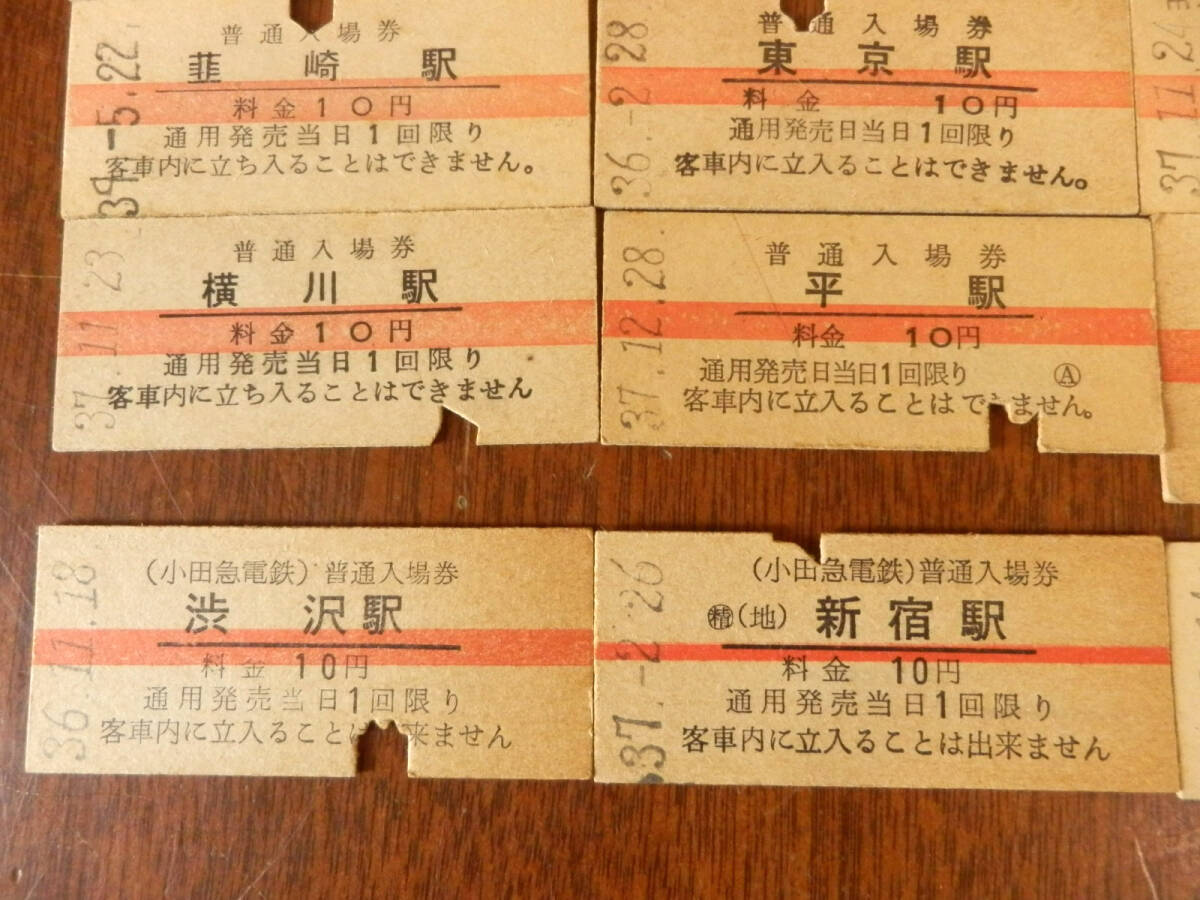 普通入場券
韮崎駅
料金10円
通用発売当日1回限り
客車内に立ち入ることはできません。
39.-5.22.
普通入場券
東京駅
料金 10円
通用発売日当日1回限り
客車内に立入ることはできません。
36.-2.28
37.11.24
普通入場券
横川駅
料金10円
通用発売当日1回限り
客車内に立ち入ることはできません
37.11.23.
普通入場券
平駅
料金 10円
通用発売日当日1回限り Ⓐ
客車内に立入ることはできません。
37.12.28.
(小田急電鉄)普通入場券
渋沢駅
料金 10円
通用発売当日1回限り
客車内に立入ることは 来ません
36.11.18.
(小田急電鉄)普通入場券
(地)新宿駅
料金 10円
通用発売当日1回限り
客車内に立入ることは出来ません
37.-2.26